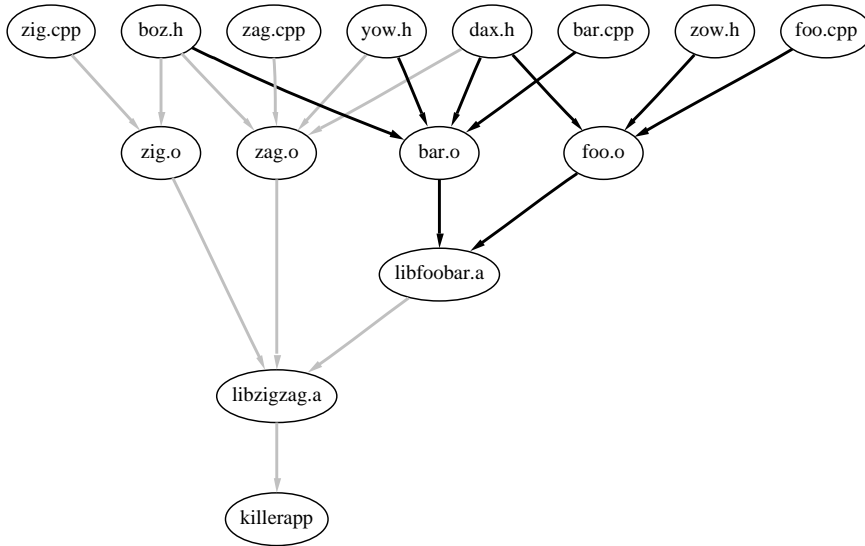 zig.cpp
boz.h
zag.cpp
yow.h
dax.h
bar.cpp
zow.h
foo.cpp
zig.o
zag.o
bar.o
foo.o
libfoobar.a
libzigzag.a
killerapp